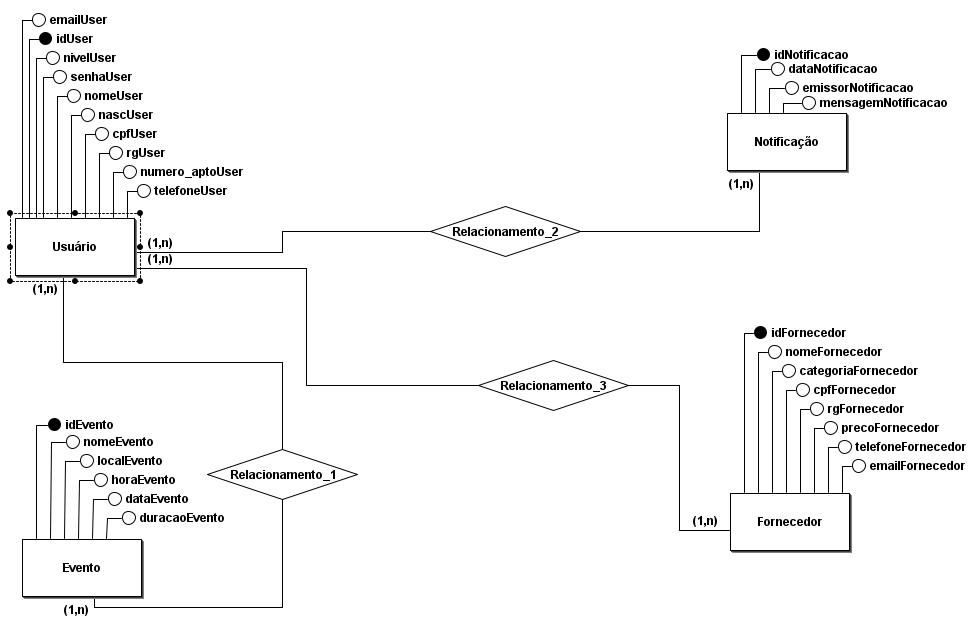 emailUser
idUser
nivelUser
senhaUser
nomeUser
nascUser
cpfUser
rgUser
numero_aptoUser
telefoneUser
Usuário
(1,n)
(1,n)
(1,n)
idNotificacao
dataNotificacao
emissorNotificacao
mensagemNotificacao
Notificação
(1,n)
Relacionamento_2
Relacionamento_3
idFornecedor
nomeFornecedor
categoriaFornecedor
cpfFornecedor
rgFornecedor
precoFornecedor
telefoneFornecedor
emailFornecedor
(1,n)
Fornecedor
Relacionamento_1
idEvento
nomeEvento
localEvento
horaEvento
dataEvento
duracaoEvento
Evento
(1,n)